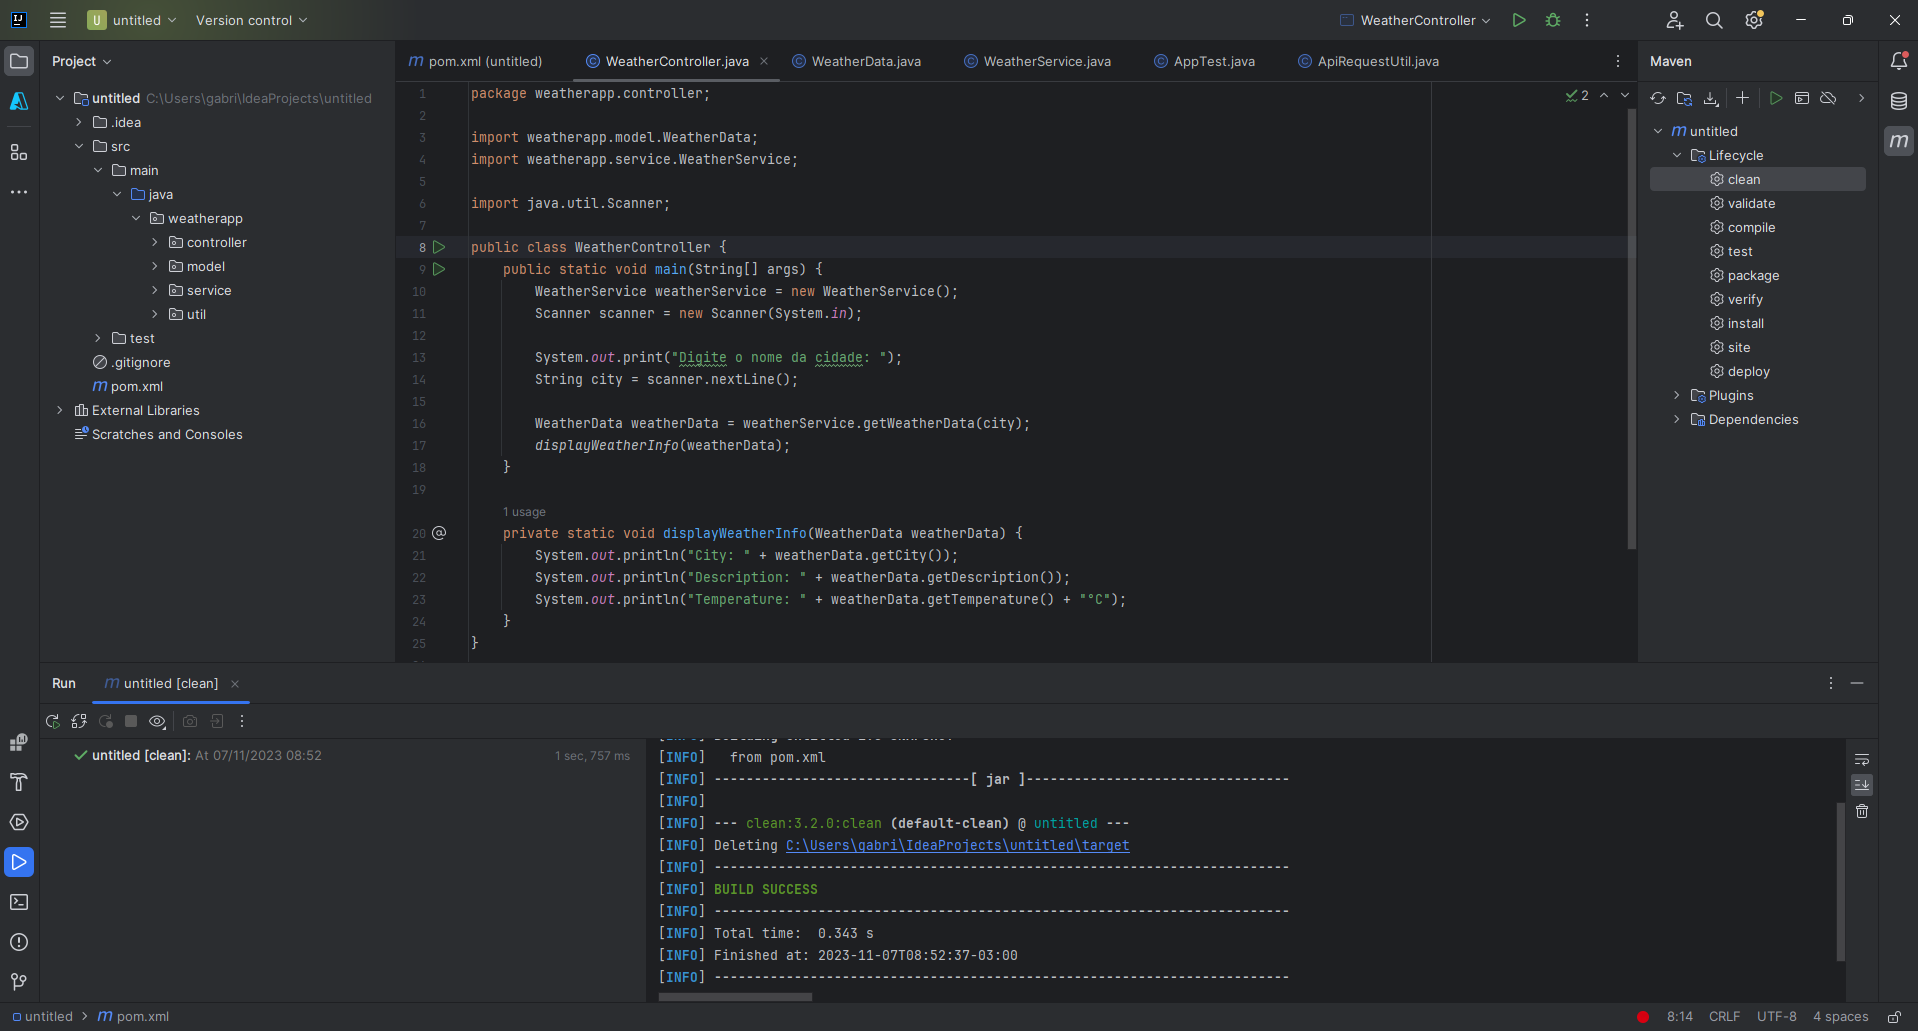 untitled Version control WeatherController
Project
untitled C:\Users\gabri\IdeaProjects\untitled
.idea
src
main
java
weatherapp
controller
model
service
util
test
.gitignore
pom.xml
External Libraries
Scratches and Consoles
pom.xml (untitled) WeatherController.java WeatherData.java WeatherService.java AppTest.java ApiRequestUtil.java
2
1 package weatherapp.controller;
2
3 import weatherapp.model.WeatherData;
4 import weatherapp.service.WeatherService;
5
6 import java.util.Scanner;
7
8 public class WeatherController {
9 public static void main(String[] args) {
10 WeatherService weatherService = new WeatherService();
11 Scanner scanner = new Scanner(System.in);
12
13 System.out.print("Digite o nome da cidade: ");
14 String city = scanner.nextLine();
15
16 WeatherData weatherData = weatherService.getWeatherData(city);
17 displayWeatherInfo(weatherData);
18 }
19
1 usage
20 private static void displayWeatherInfo(WeatherData weatherData) {
21 System.out.println("City: " + weatherData.getCity());
22 System.out.println("Description: " + weatherData.getDescription());
23 System.out.println("Temperature: " + weatherData.getTemperature() + "°C");
24 }
25 }
Maven
untitled
Lifecycle
clean
validate
compile
test
package
verify
install
site
deploy
Plugins
Dependencies
Run untitled [clean]
untitled [clean]: At 07/11/2023 08:52 1 sec, 757 ms
[INFO] from pom.xml
[INFO] --------------------------------[ jar ]---------------------------------
[INFO]
[INFO] --- clean:3.2.0:clean (default-clean) @ untitled ---
[INFO] Deleting C:\Users\gabri\IdeaProjects\untitled\target
[INFO] ------------------------------------------------------------------------
[INFO] BUILD SUCCESS
[INFO] ------------------------------------------------------------------------
[INFO] Total time: 0.343 s
[INFO] Finished at: 2023-11-07T08:52:37-03:00
[INFO] ------------------------------------------------------------------------
untitled > pom.xml 8:14 CRLF UTF-8 4 spaces